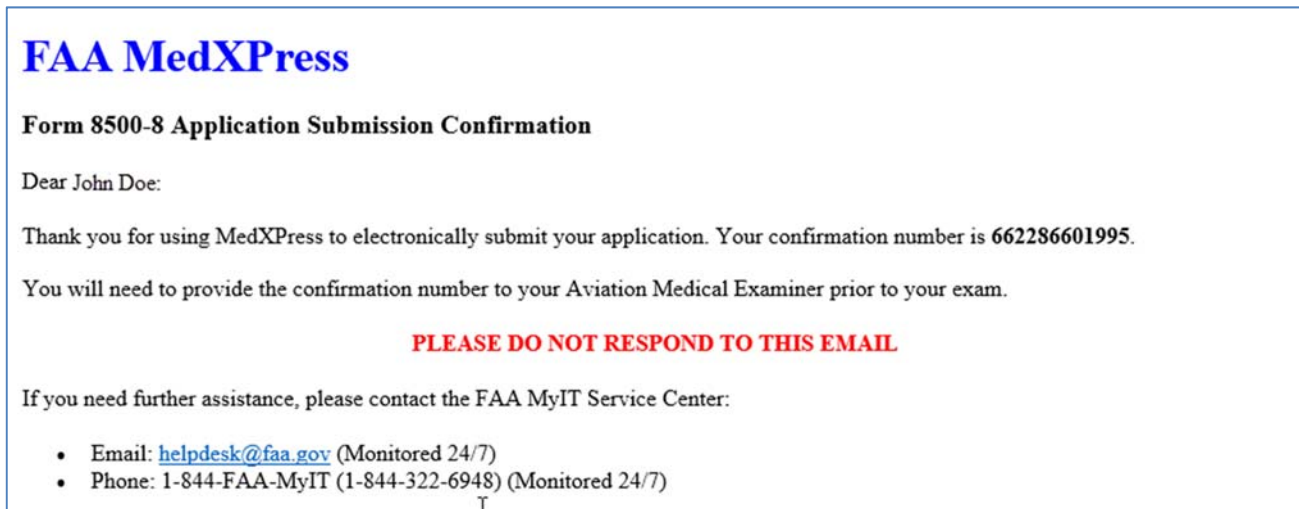 FAA MedXPress
Form 8500-8 Application Submission Confirmation
Dear John Doe:
Thank you for using MedXPress to electronically submit your application. Your confirmation number is 662286601995.
You will need to provide the confirmation number to your Aviation Medical Examiner prior to your exam.
PLEASE DO NOT RESPOND TO THIS EMAIL
If you need further assistance, please contact the FAA MyIT Service Center:
• Email: helpdesk@faa.gov (Monitored 24/7)
• Phone: 1-844-FAA-MyIT (1-844-322-6948) (Monitored 24/7)